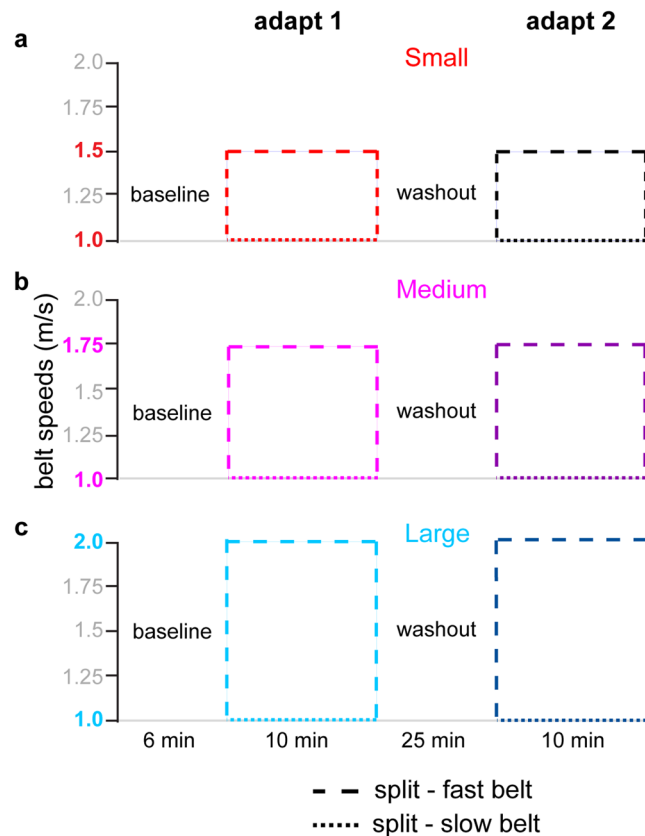 adapt 1 adapt 2
a
Small
2.0
1.75
1.5
1.25
1.0
baseline washout
b
Medium
belt speeds (m/s)
2.0
1.75
1.5
1.25
1.0
baseline washout
c
Large
2.0
1.75
1.5
1.25
1.0
baseline washout
6 min 10 min 25 min 10 min
split - fast belt
split - slow belt